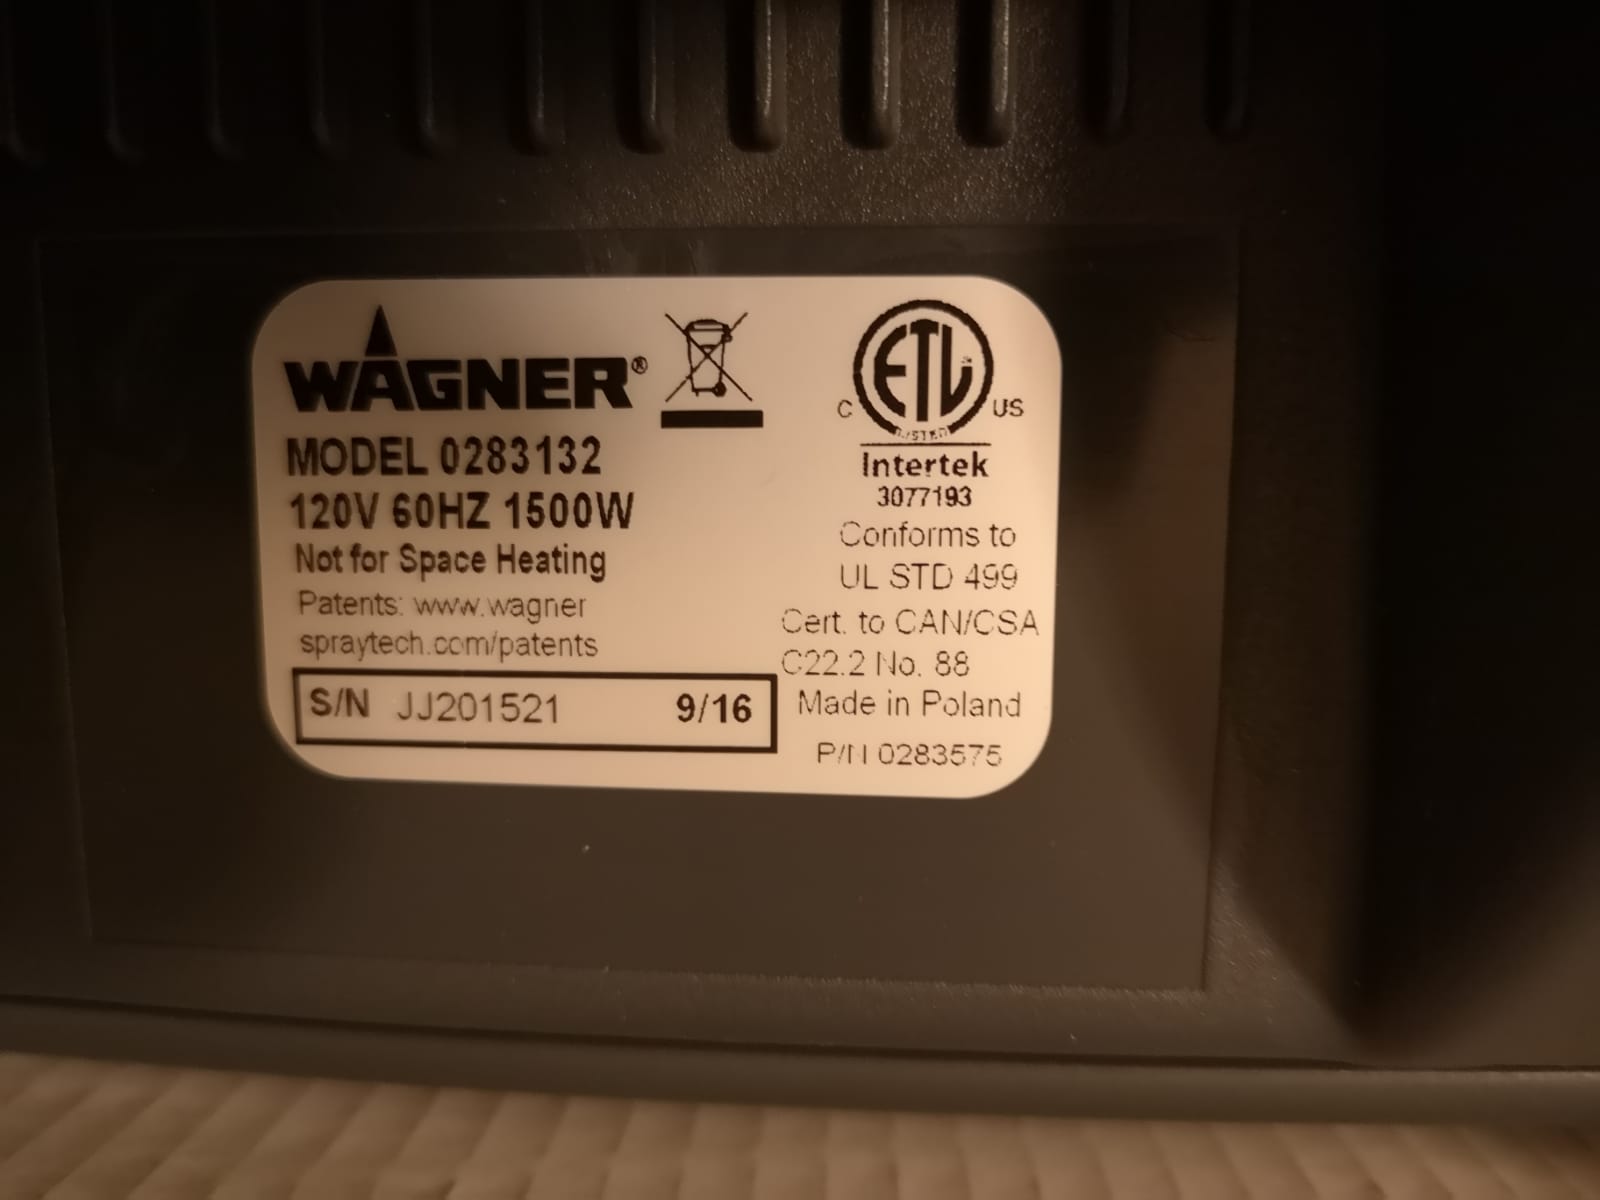 WAGNER®
MODEL 0283132
120V 60HZ 1500W
Not for Space Heating
Patents: www.wagner
spraytech.com/patents
S/N JJ201521 9/16
ETL
C US
LISTED
Intertek
3077193
Conforms to
UL STD 499
Cert. to CAN/CSA
C22.2 No. 88
Made in Poland
P/N 0283575